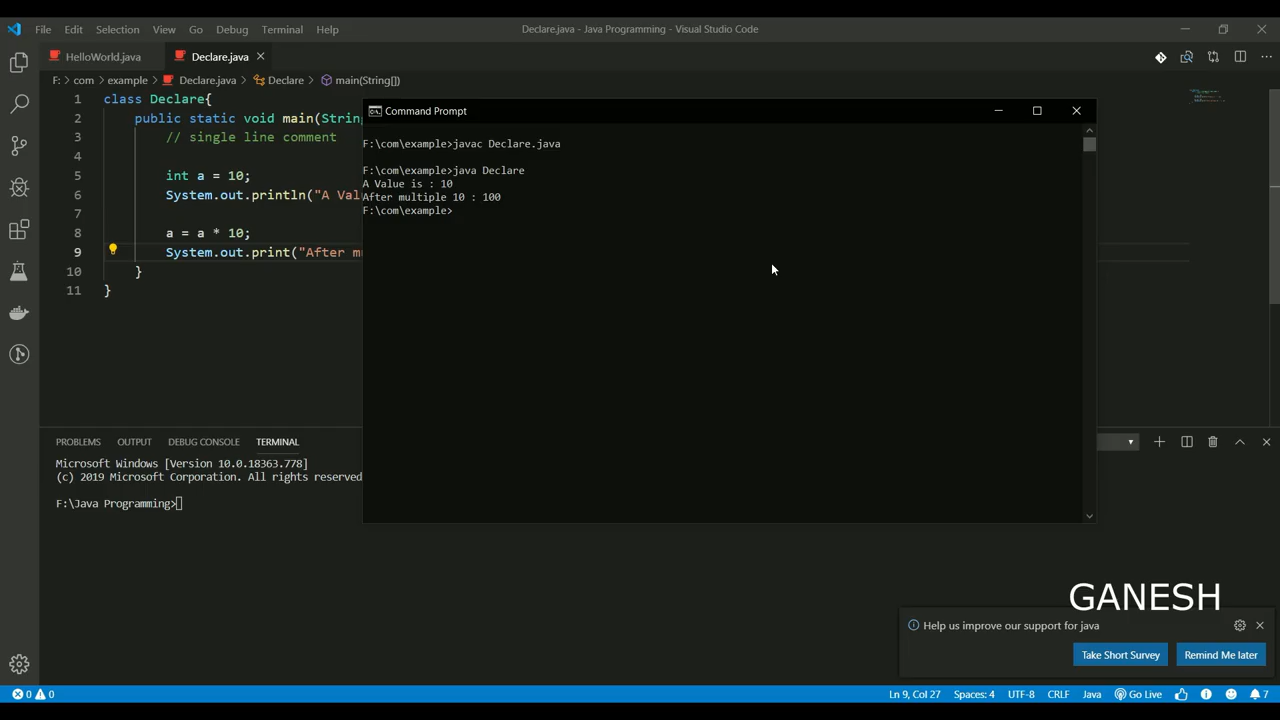 File Edit Selection View Go Debug Terminal Help
Declare.java - Java Programming - Visual Studio Code
HelloWorld.java
Declare.java
F: > com > example > Declare.java > Declare > main(String[])
1 class Declare{
2 public static void main(Strin
3 // single line comment
4
5 int a = 10;
6 System.out.println("A Val
7
8 a = a * 10;
9 System.out.print("After m
10 }
11 }
Command Prompt
F:\com\example>javac Declare.java
F:\com\example>java Declare
A Value is : 10
After multiple 10 : 100
F:\com\example>
PROBLEMS OUTPUT DEBUG CONSOLE TERMINAL
Microsoft Windows [Version 10.0.18363.778]
(c) 2019 Microsoft Corporation. All rights reserved
F:\Java Programming>
GANESH
Help us improve our support for java
Take Short Survey
Remind Me later
0 0
Ln 9, Col 27 Spaces: 4 UTF-8 CRLF Java Go Live 7